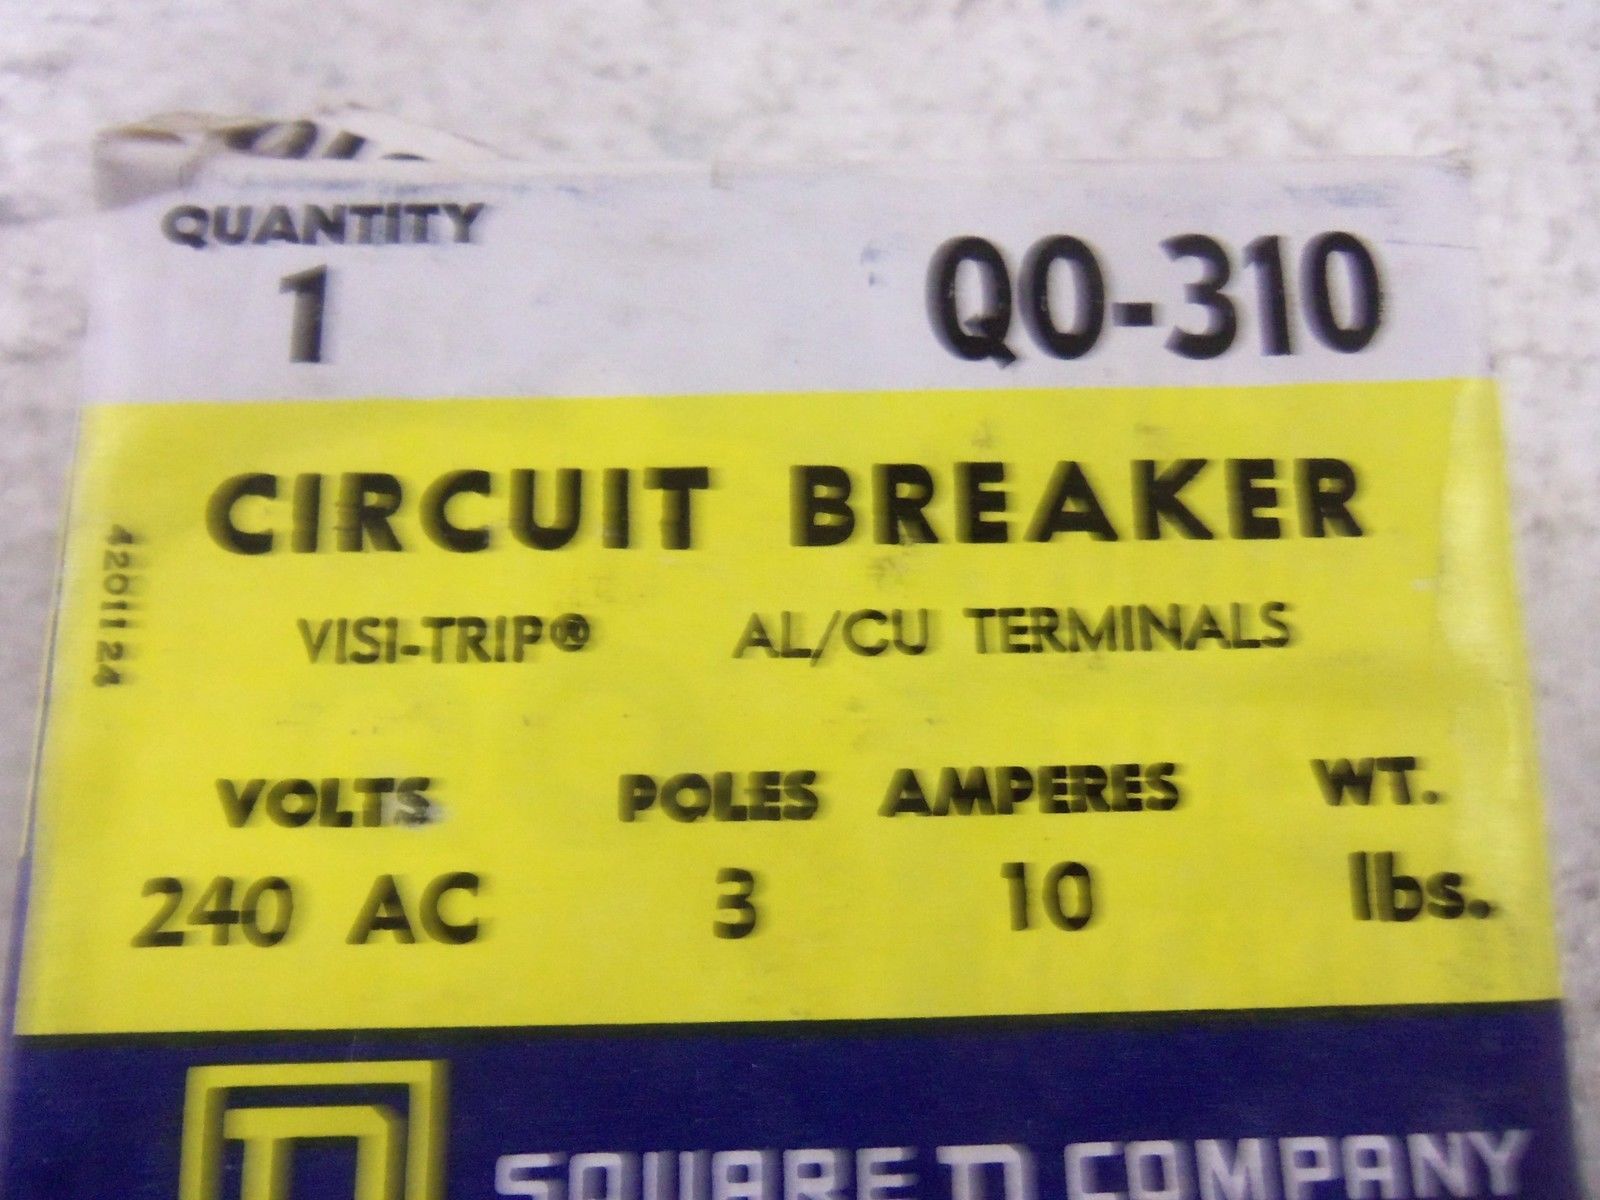 QUANTITY
1
QO-310
CIRCUIT BREAKER
VISI-TRIP® AL/CU TERMINALS
4201124
VOLTS POLES AMPERES WT.
240 AC 3 10 lbs.
SQUARE D COMPANY